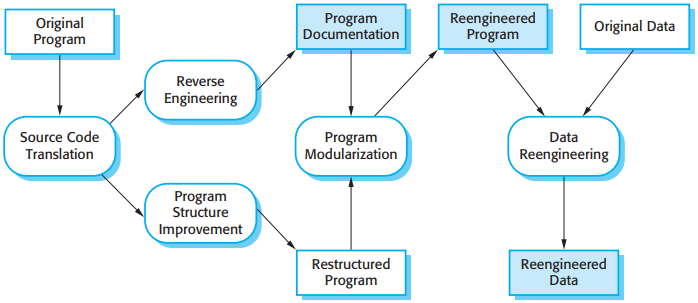 Original
Program
Program
Documentation
Reengineered
Program
Original Data
Reverse
Engineering
Source Code
Translation
Program
Modularization
Data
Reengineering
Program
Structure
Improvement
Restructured
Program
Reengineered
Data